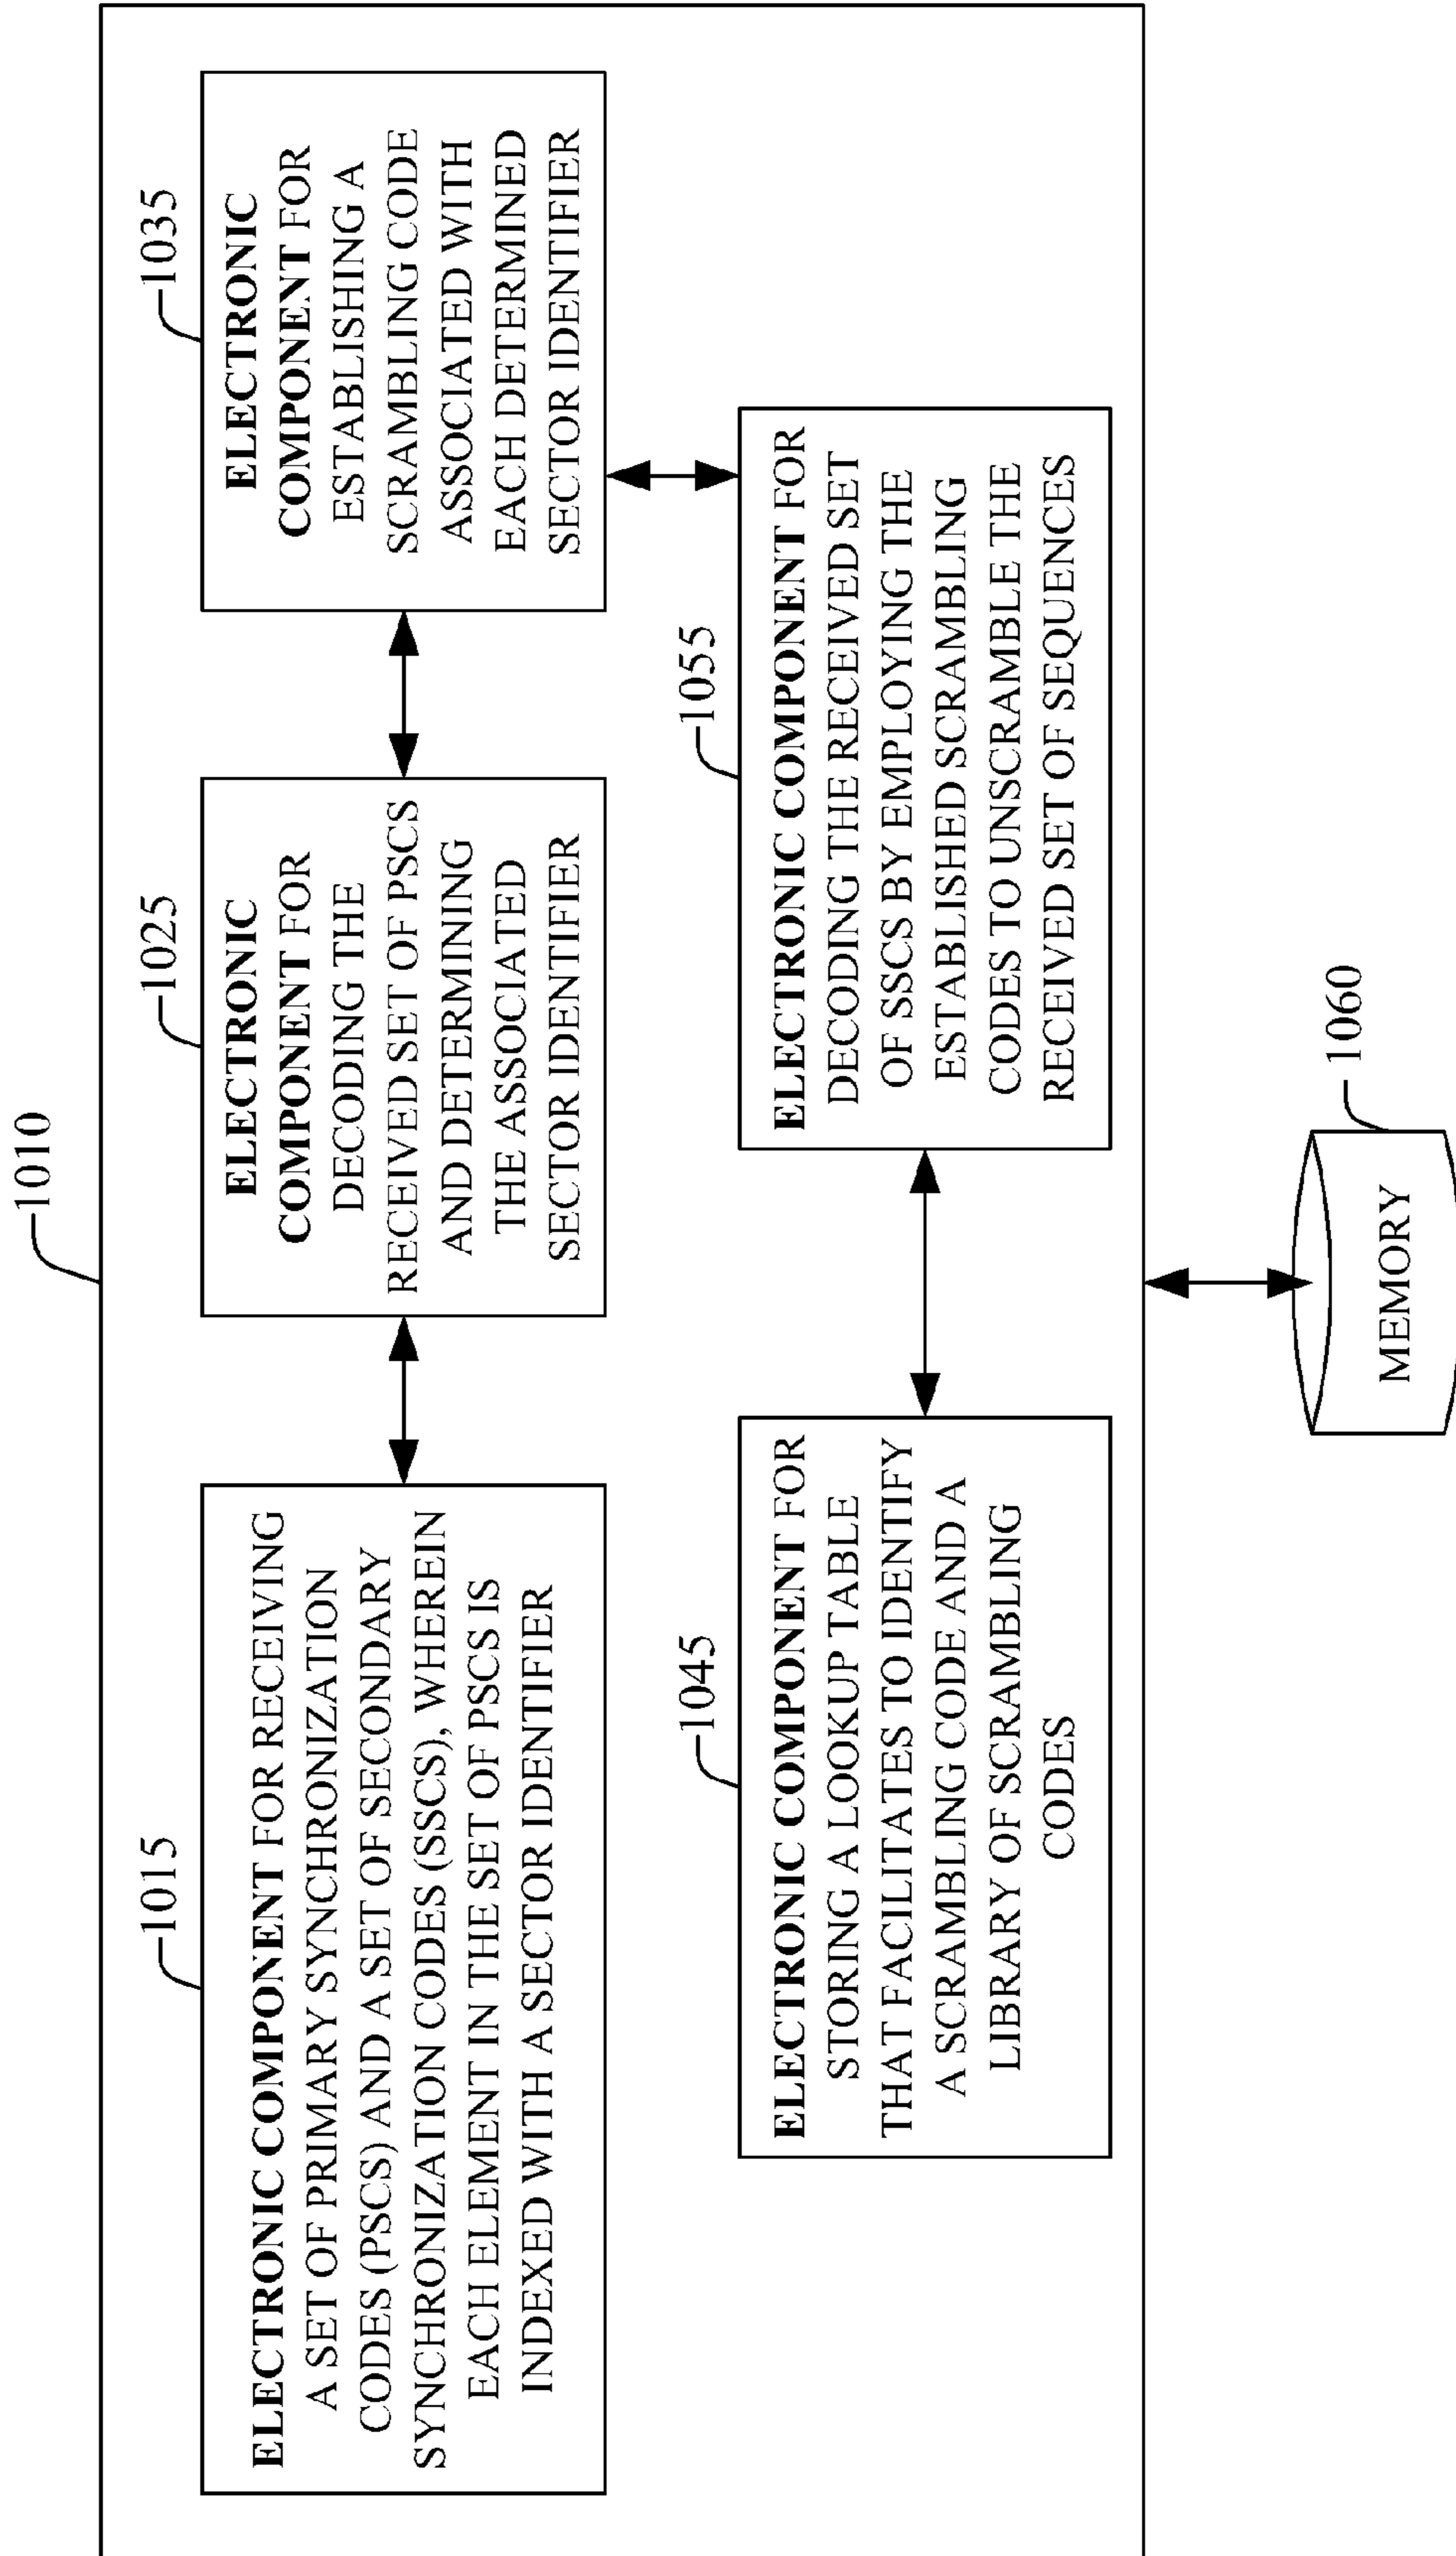 1010
1015
ELECTRONIC COMPONENT FOR RECEIVING
A SET OF PRIMARY SYNCHRONIZATION
CODES (PSCS) AND A SET OF SECONDARY
SYNCHRONIZATION CODES (SSCS), WHEREIN
EACH ELEMENT IN THE SET OF PSCS IS
INDEXED WITH A SECTOR IDENTIFIER
1025
ELECTRONIC
COMPONENT FOR
DECODING THE
RECEIVED SET OF PSCS
AND DETERMINING
THE ASSOCIATED
SECTOR IDENTIFIER
1035
ELECTRONIC
COMPONENT FOR
ESTABLISHING A
SCRAMBLING CODE
ASSOCIATED WITH
EACH DETERMINED
SECTOR IDENTIFIER
1045
ELECTRONIC COMPONENT FOR
STORING A LOOKUP TABLE
THAT FACILITATES TO IDENTIFY
A SCRAMBLING CODE AND A
LIBRARY OF SCRAMBLING
CODES
1055
ELECTRONIC COMPONENT FOR
DECODING THE RECEIVED SET
OF SSCS BY EMPLOYING THE
ESTABLISHED SCRAMBLING
CODES TO UNSCRAMBLE THE
RECEIVED SET OF SEQUENCES
1060
MEMORY